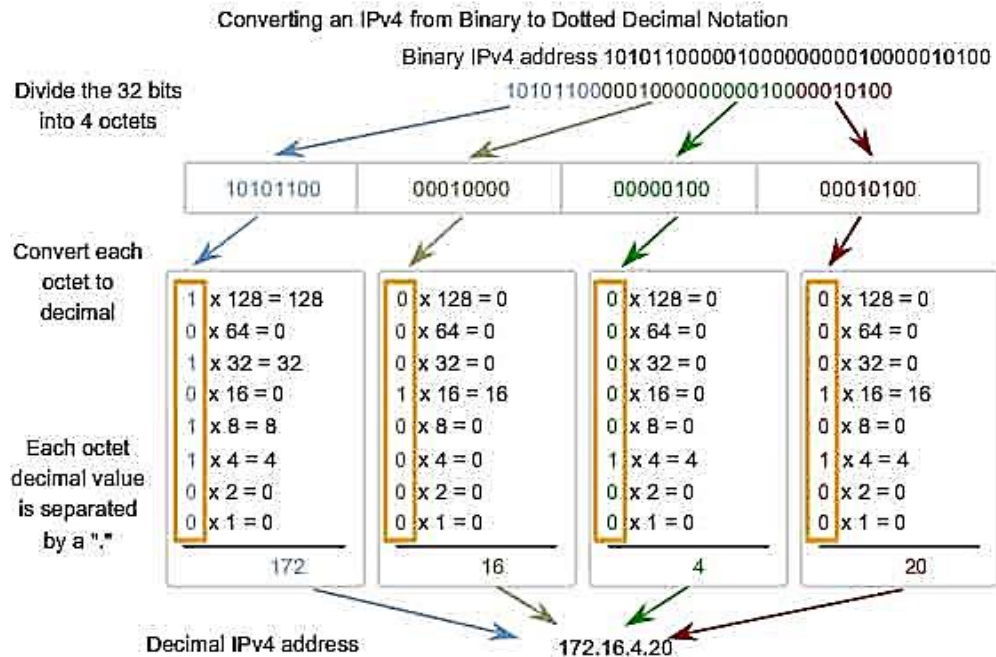 Converting an IPv4 from Binary to Dotted Decimal Notation
Binary IPv4 address 10101100000100000000010000010100
Divide the 32 bits
into 4 octets
10101100000100000000010000010100
10101100
00010000
00000100
00010100
Convert each
octet to
decimal
1 x 128 = 128
0 x 64 = 0
1 x 32 = 32
0 x 16 = 0
1 x 8 = 8
1 x 4 = 4
0 x 2 = 0
0 x 1 = 0
172
0 x 128 = 0
0 x 64 = 0
0 x 32 = 0
1 x 16 = 16
0 x 8 = 0
0 x 4 = 0
0 x 2 = 0
0 x 1 = 0
16
0 x 128 = 0
0 x 64 = 0
0 x 32 = 0
0 x 16 = 0
0 x 8 = 0
1 x 4 = 4
0 x 2 = 0
0 x 1 = 0
4
0 x 128 = 0
0 x 64 = 0
0 x 32 = 0
1 x 16 = 16
0 x 8 = 0
1 x 4 = 4
0 x 2 = 0
0 x 1 = 0
20
Each octet
decimal value
is separated
by a "."
Decimal IPv4 address
172.16.4.20